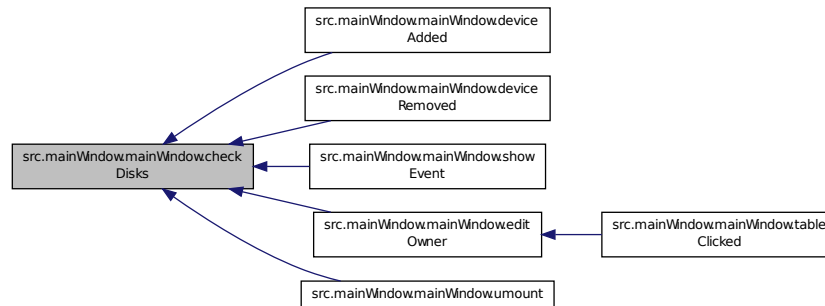 src.mainWindow.mainWindow.device
Added
src.mainWindow.mainWindow.device
Removed
src.mainWindow.mainWindow.check
Disks
src.mainWindow.mainWindow.show
Event
src.mainWindow.mainWindow.edit
Owner
src.mainWindow.mainWindow.table
Clicked
src.mainWindow.mainWindow.umount